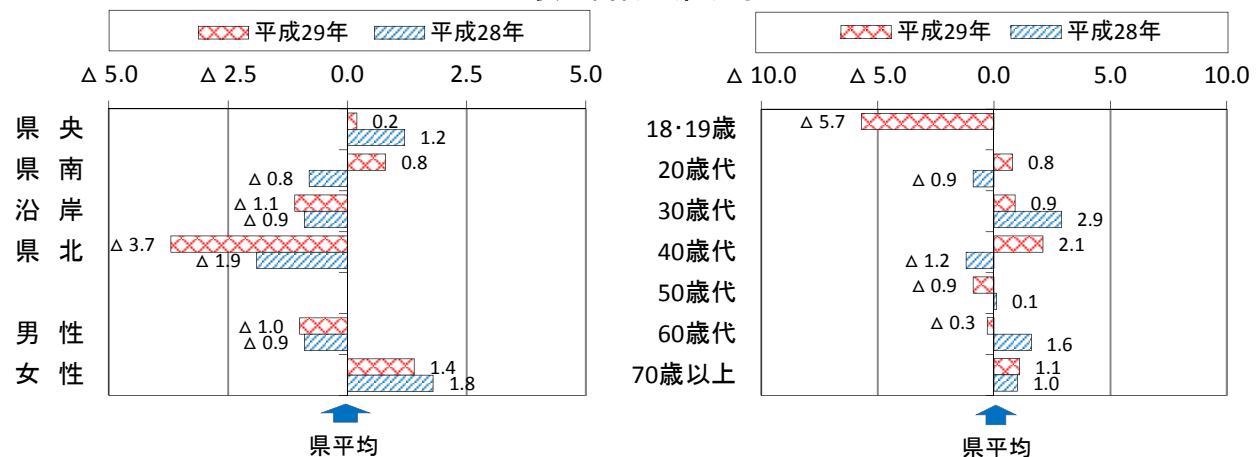 平成29年 平成28年
△ 5.0 △ 2.5 0.0 2.5 5.0
県 央 0.2
1.2
県 南 0.8
△ 0.8
沿 岸 △ 1.1
△ 0.9
県 北 △ 3.7
△ 1.9
男 性 △ 1.0
△ 0.9
女 性 1.4
1.8
県平均
平成29年 平成28年
△ 10.0 △ 5.0 0.0 5.0 10.0
18･19歳 △ 5.7
20歳代 0.8
△ 0.9
30歳代 0.9
2.9
40歳代 2.1
△ 1.2
50歳代 △ 0.9
0.1
60歳代 △ 0.3
1.6
70歳以上 1.1
1.0
県平均